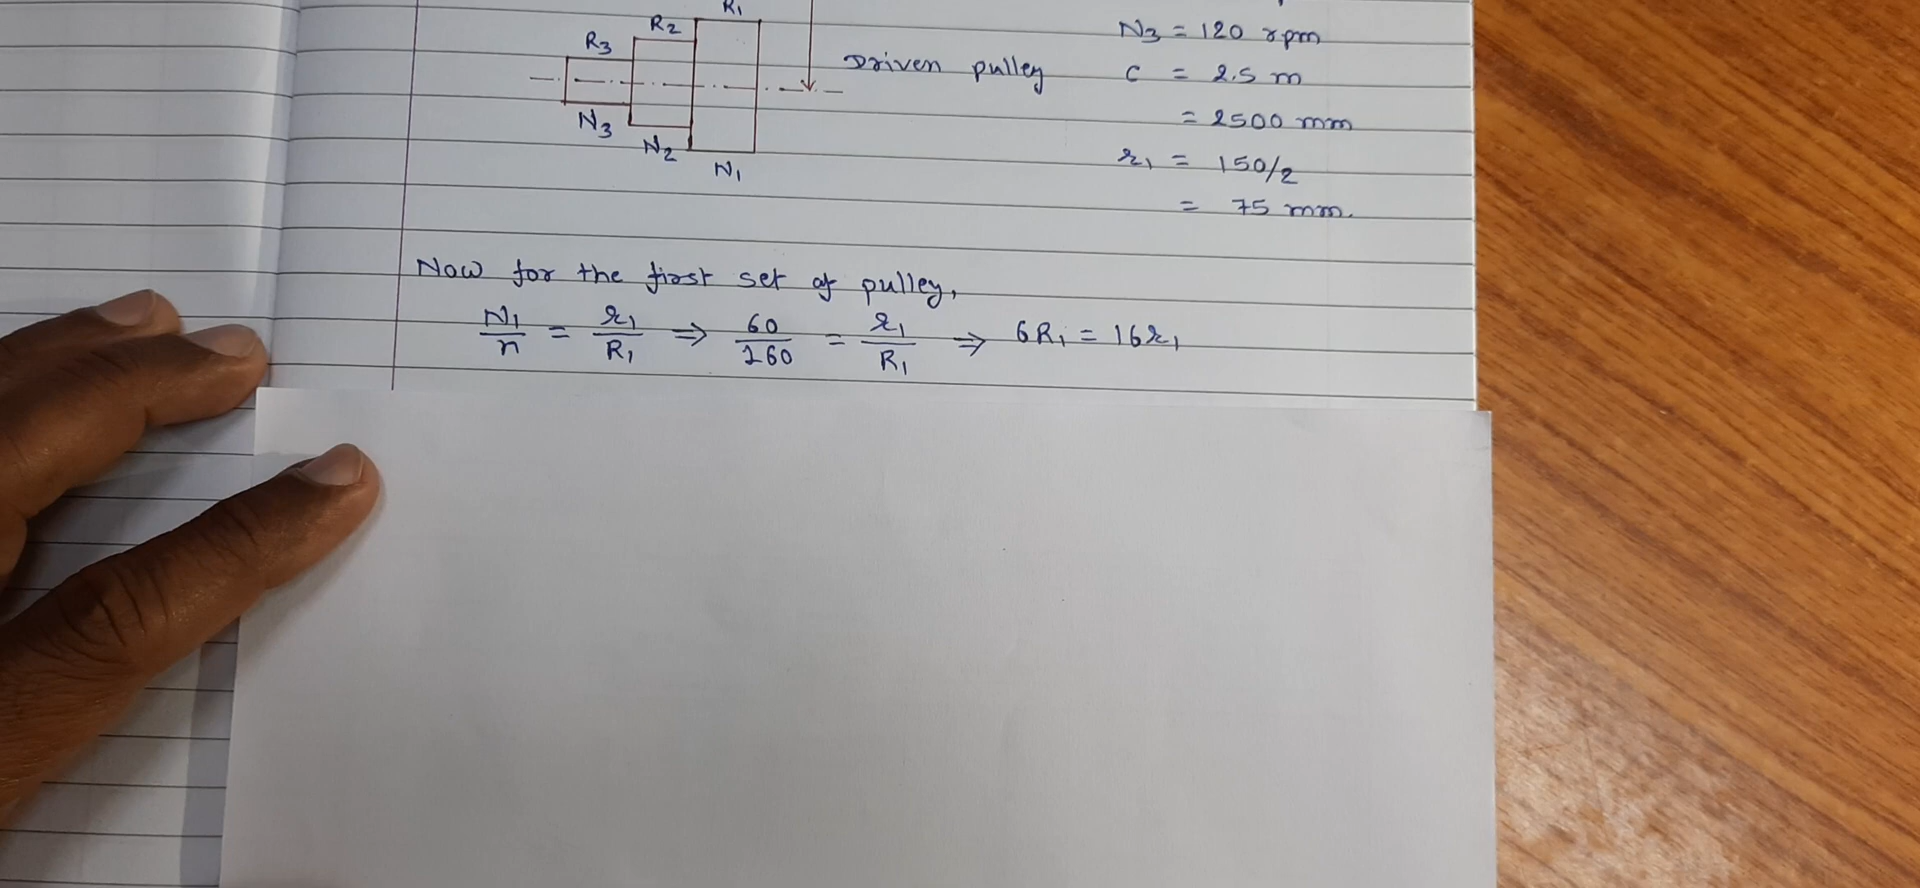 R₁
R₂
R₃
N₃
N₂
N₁
Driven pulley
N₃ = 120 rpm
c = 2.5 m
= 2500 mm
r₁ = 150/2
= 75 mm.
Now for the first set of pulley,
N₁/n = r₁/R₁ ⇒ 60/160 = r₁/R₁ ⇒ 6R₁ = 16r₁